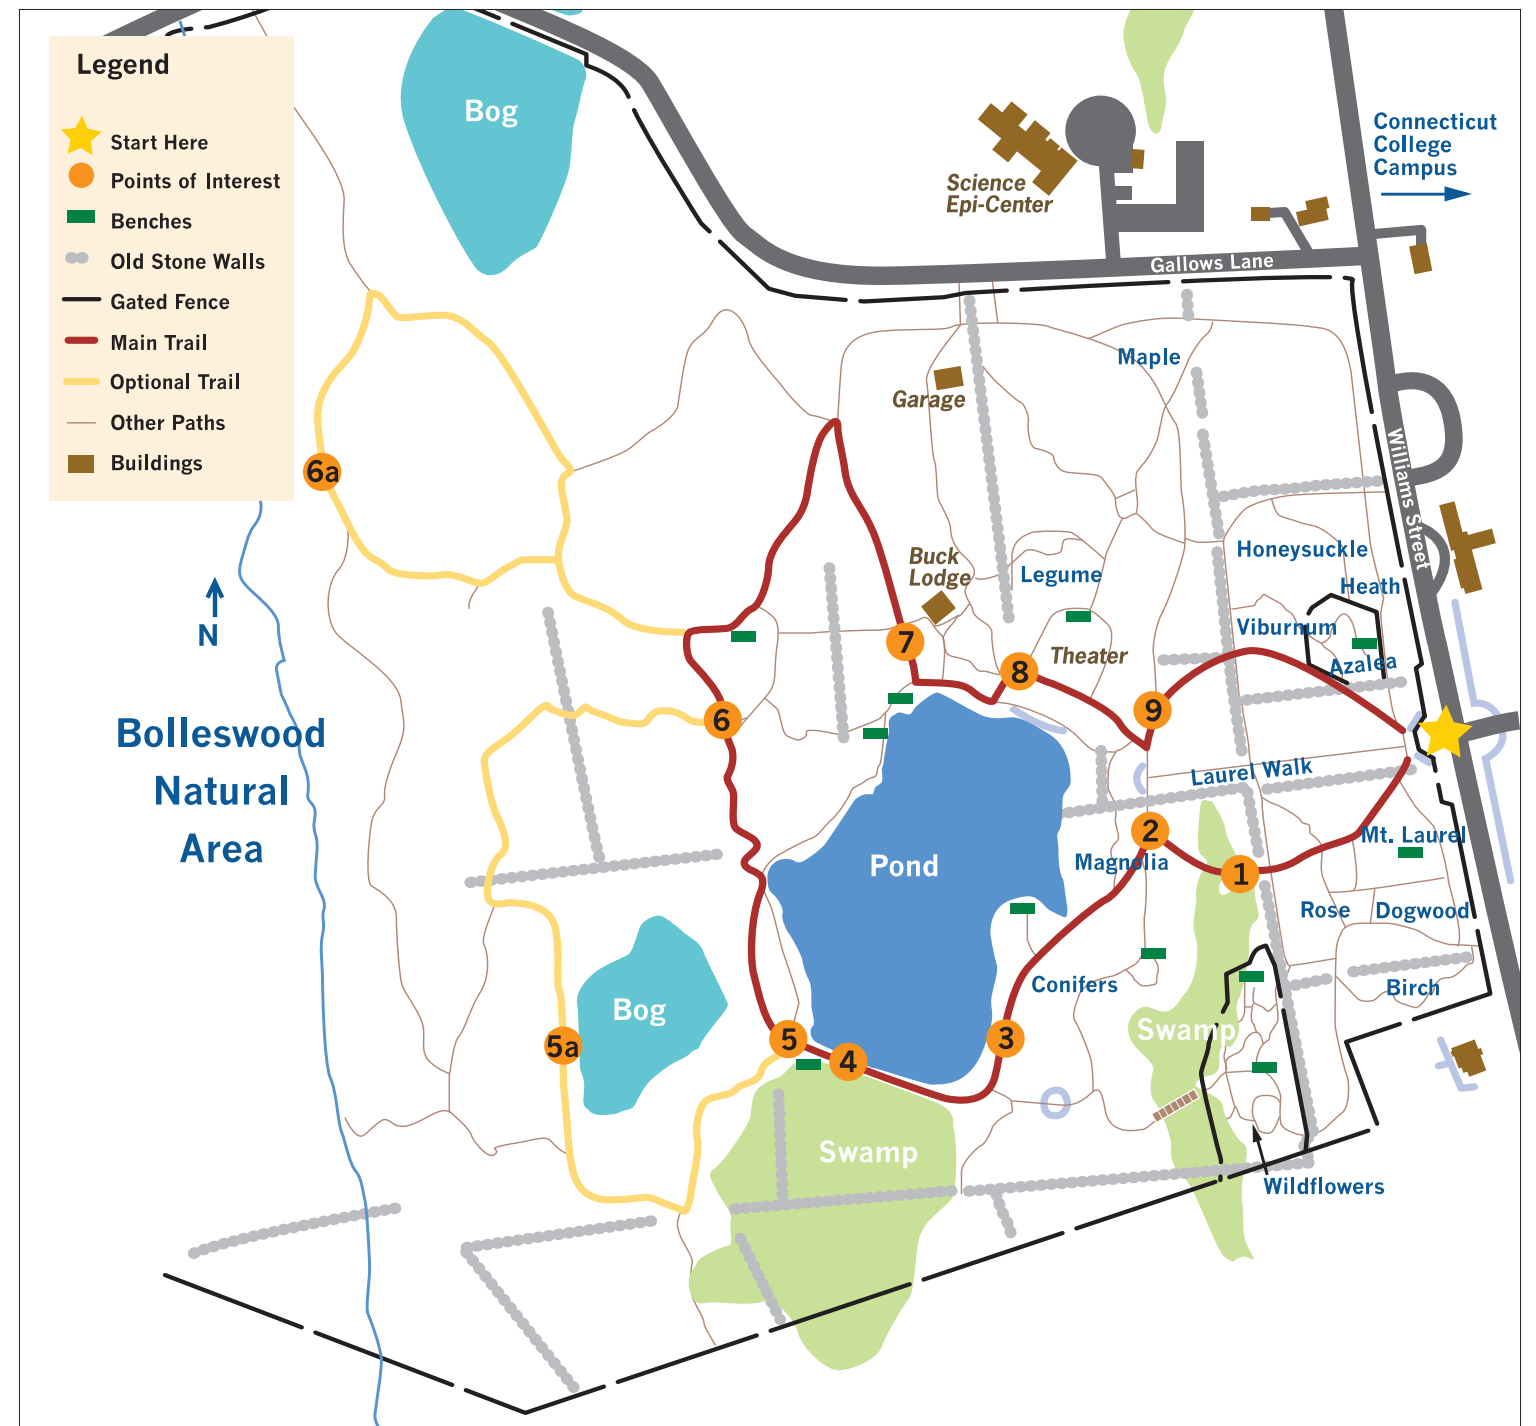 Legend
Start Here
Points of Interest
Benches
Old Stone Walls
Gated Fence
Main Trail
Optional Trail
Other Paths
Buildings
Bog
Science
Epi-Center
Connecticut
College
Campus
Gallows Lane
Maple
Garage
Williams Street
6a
Buck
Lodge
Legume
Honeysuckle
Heath
Viburnum
Azalea
N
7
8
Theater
9
6
Bolleswood
Natural
Area
Laurel Walk
2
Mt. Laurel
Pond
Magnolia
1
Rose
Dogwood
Conifers
Birch
Bog
Swamp
5a
5
4
3
Swamp
Wildflowers